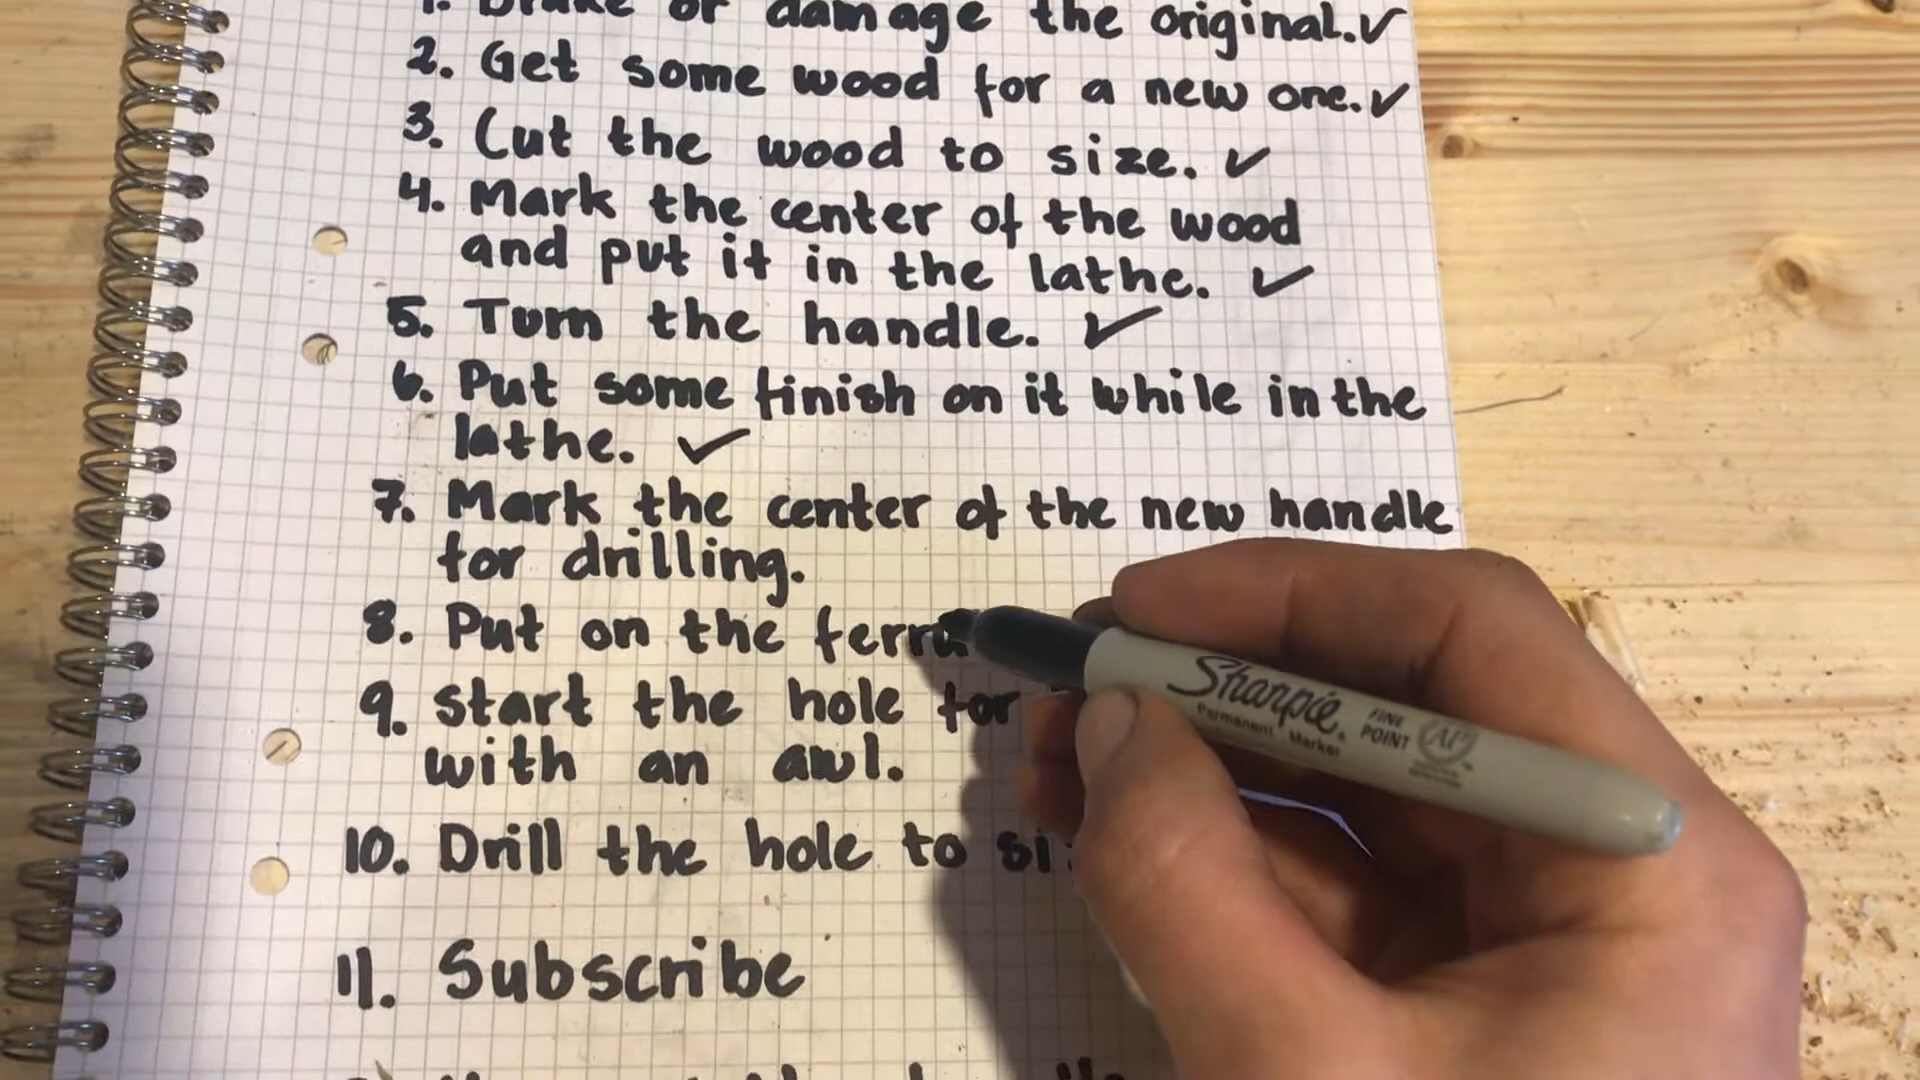 1. Brake or damage the original.✓
2. Get some wood for a new one.✓
3. Cut the wood to size. ✓
4. Mark the center of the wood
and put it in the lathe. ✓
5. Turn the handle. ✓
6. Put some finish on it while in the
lathe. ✓
7. Mark the center of the new handle
for drilling.
8. Put on the
9. Start the hole for
with an awl.
10. Drill the hole to
11. Subscribe
Sharpie
Permanent Marker
FINE
POINT
AP